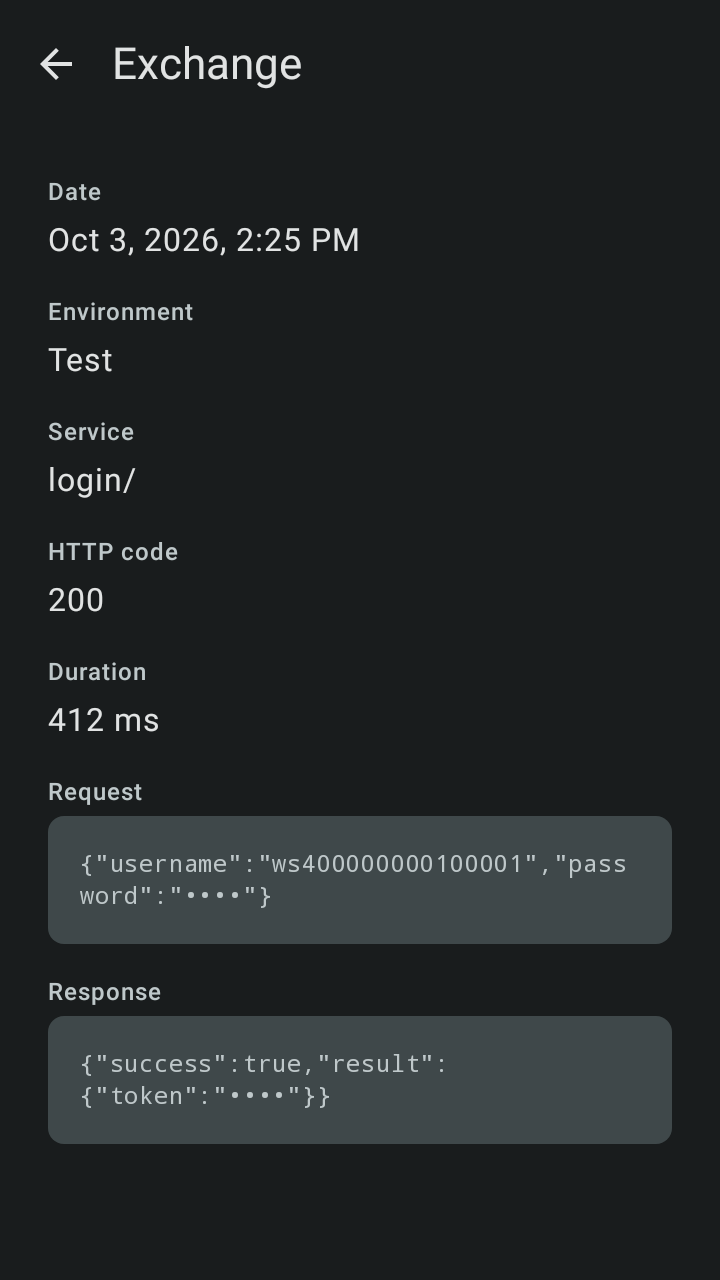 Exchange
Date
Oct 3, 2026, 2:25 PM
Environment
Test
Service
login/
HTTP code
200
Duration
412 ms
Request
{"username":"ws400000000100001","pass
word":"••••"}
Response
{"success":true,"result":
{"token":"••••"}}